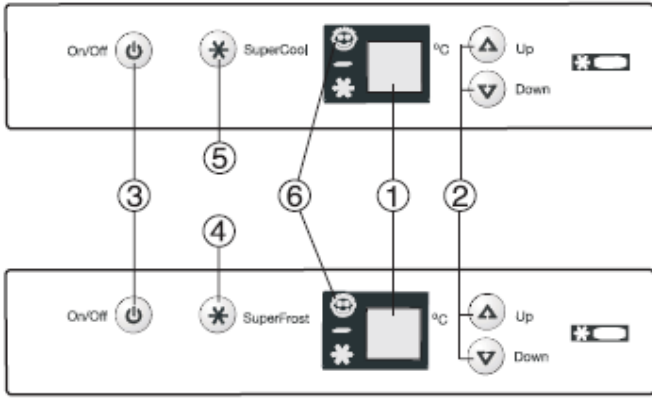 On/Off SuperCool °C Up
Down
5
3 6 1 2
4
On/Off SuperFrost °C Up
Down